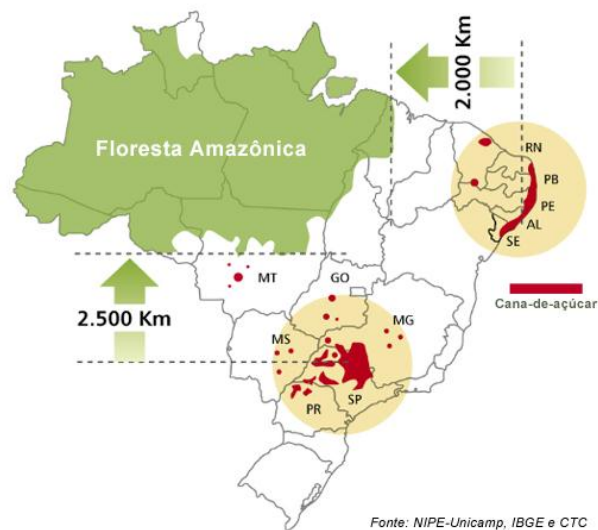 2.000 Km
Floresta Amazônica
RN
PB
PE
AL
SE
Cana-de-açúcar
MT
GO
2.500 Km
MG
MS
SP
PR
Fonte: NIPE-Unicamp, IBGE e CTC